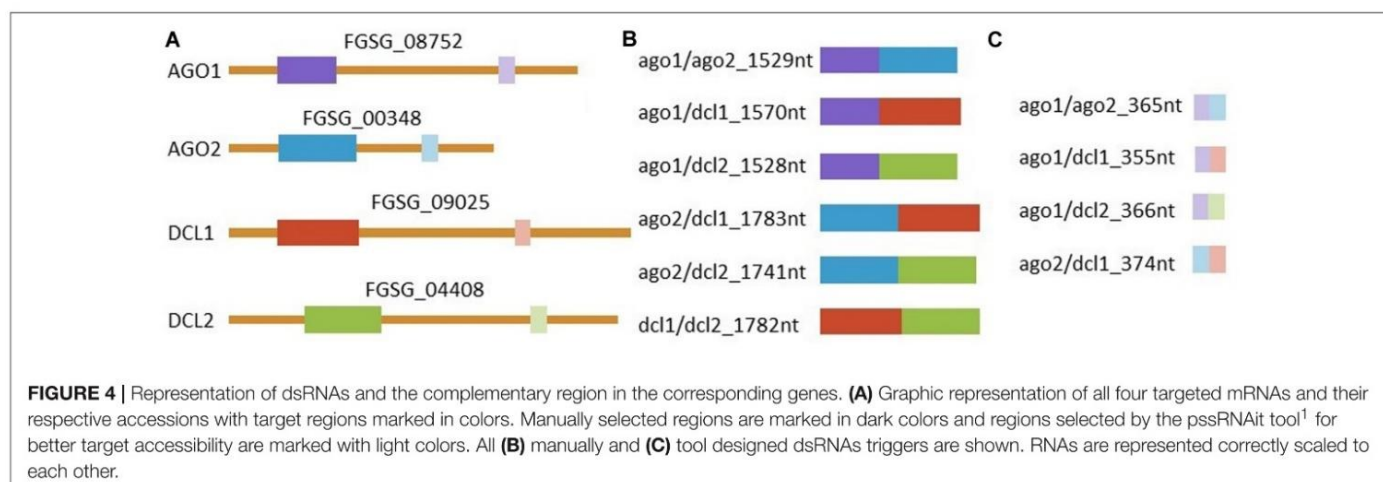 A
FGSG_08752
AGO1
FGSG_00348
AGO2
FGSG_09025
DCL1
FGSG_04408
DCL2
B
ago1/ago2_1529nt
ago1/dcl1_1570nt
ago1/dcl2_1528nt
ago2/dcl1_1783nt
ago2/dcl2_1741nt
dcl1/dcl2_1782nt
C
ago1/ago2_365nt
ago1/dcl1_355nt
ago1/dcl2_366nt
ago2/dcl1_374nt
FIGURE 4 | Representation of dsRNAs and the complementary region in the corresponding genes. (A) Graphic representation of all four targeted mRNAs and their
respective accessions with target regions marked in colors. Manually selected regions are marked in dark colors and regions selected by the pssRNAit tool¹ for
better target accessibility are marked with light colors. All (B) manually and (C) tool designed dsRNAs triggers are shown. RNAs are represented correctly scaled to
each other.